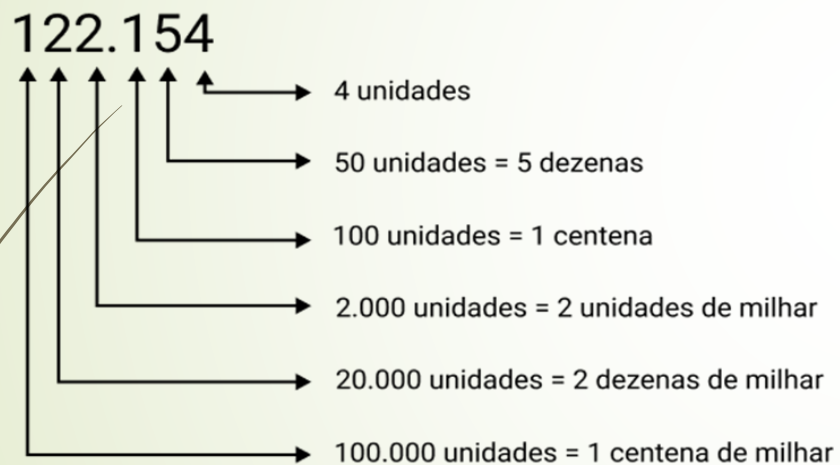 122.154
4 unidades
50 unidades = 5 dezenas
100 unidades = 1 centena
2.000 unidades = 2 unidades de milhar
20.000 unidades = 2 dezenas de milhar
100.000 unidades = 1 centena de milhar